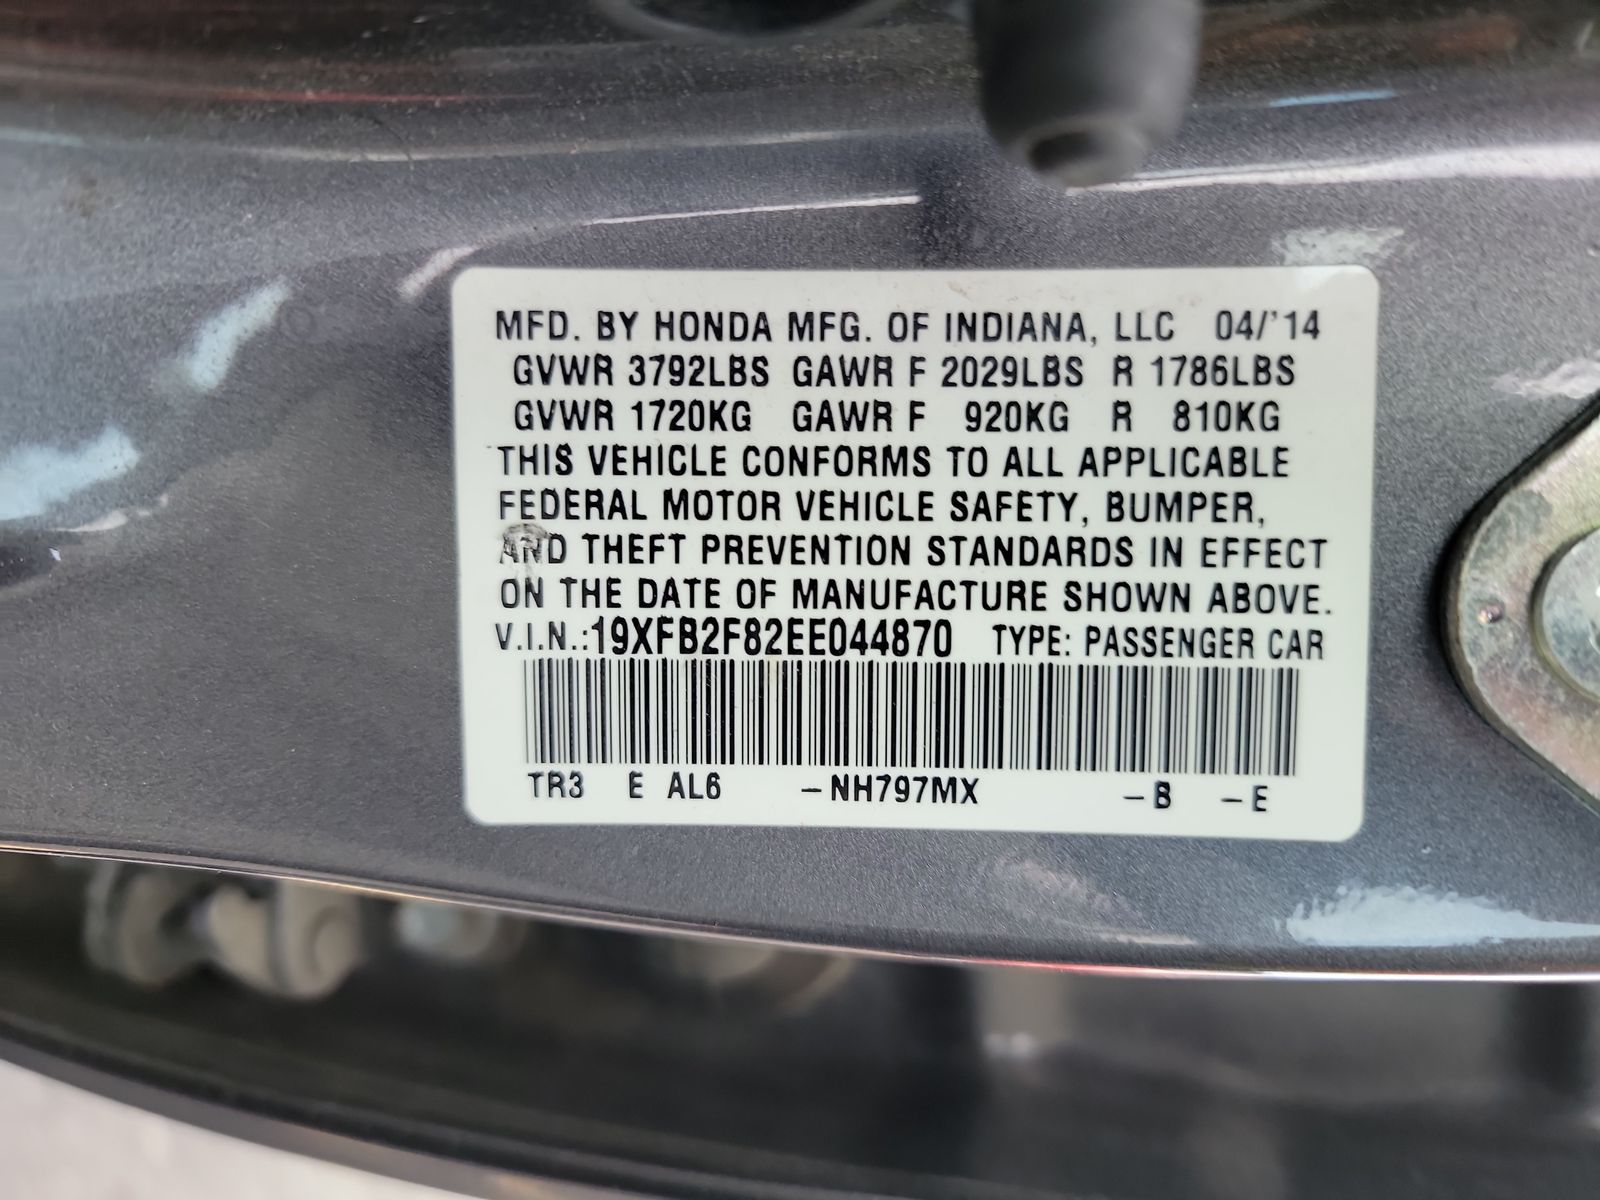 MFD. BY HONDA MFG. OF INDIANA, LLC 04/'14
GVWR 3792LBS GAWR F 2029LBS R 1786LBS
GVWR 1720KG GAWR F 920KG R 810KG
THIS VEHICLE CONFORMS TO ALL APPLICABLE
FEDERAL MOTOR VEHICLE SAFETY, BUMPER,
AND THEFT PREVENTION STANDARDS IN EFFECT
ON THE DATE OF MANUFACTURE SHOWN ABOVE.
V.I.N.:19XFB2F82EE044870 TYPE: PASSENGER CAR
TR3 E AL6 -NH797MX -B -E